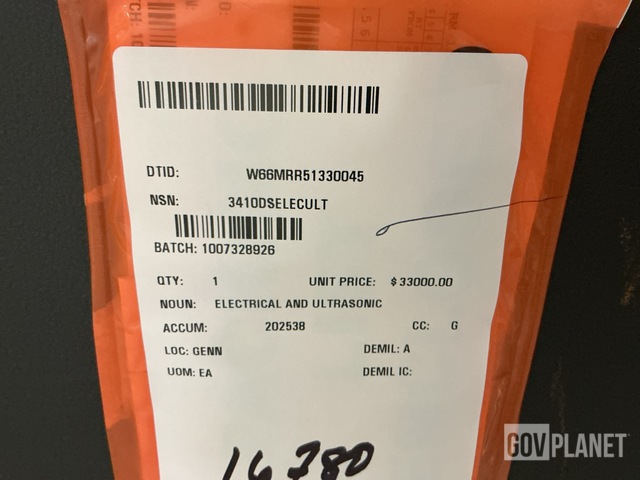 DTID: W66MRR51330045
NSN: 3410DSELECULT
BATCH: 1007328926
QTY: 1 UNIT PRICE: $ 33000.00
NOUN: ELECTRICAL AND ULTRASONIC
ACCUM: 202538 CC: G
LOC: GENN DEMIL: A
UOM: EA DEMIL IC:
16780
GOVPLANET